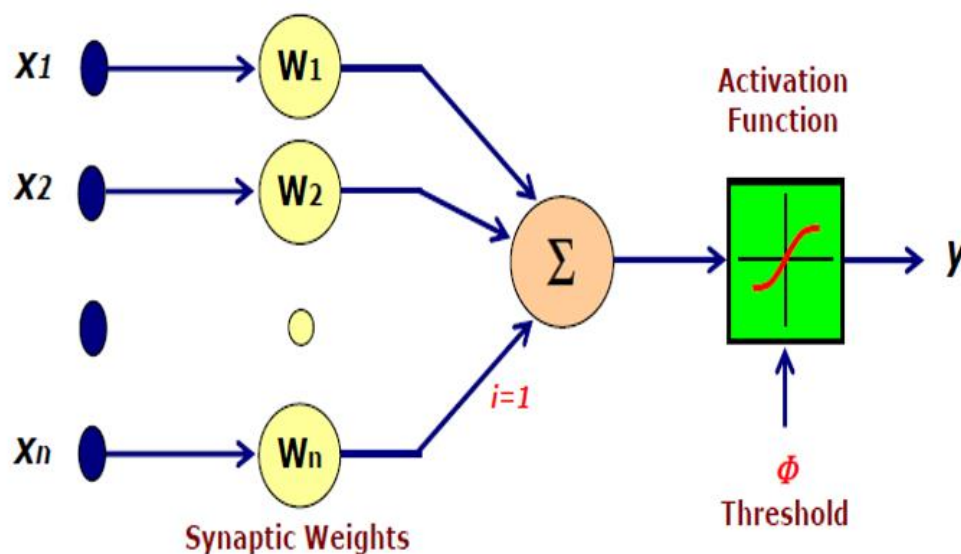 x1
W1
Activation
Function
x2
W2
Σ
y
i=1
xn
Wn
Φ
Threshold
Synaptic Weights